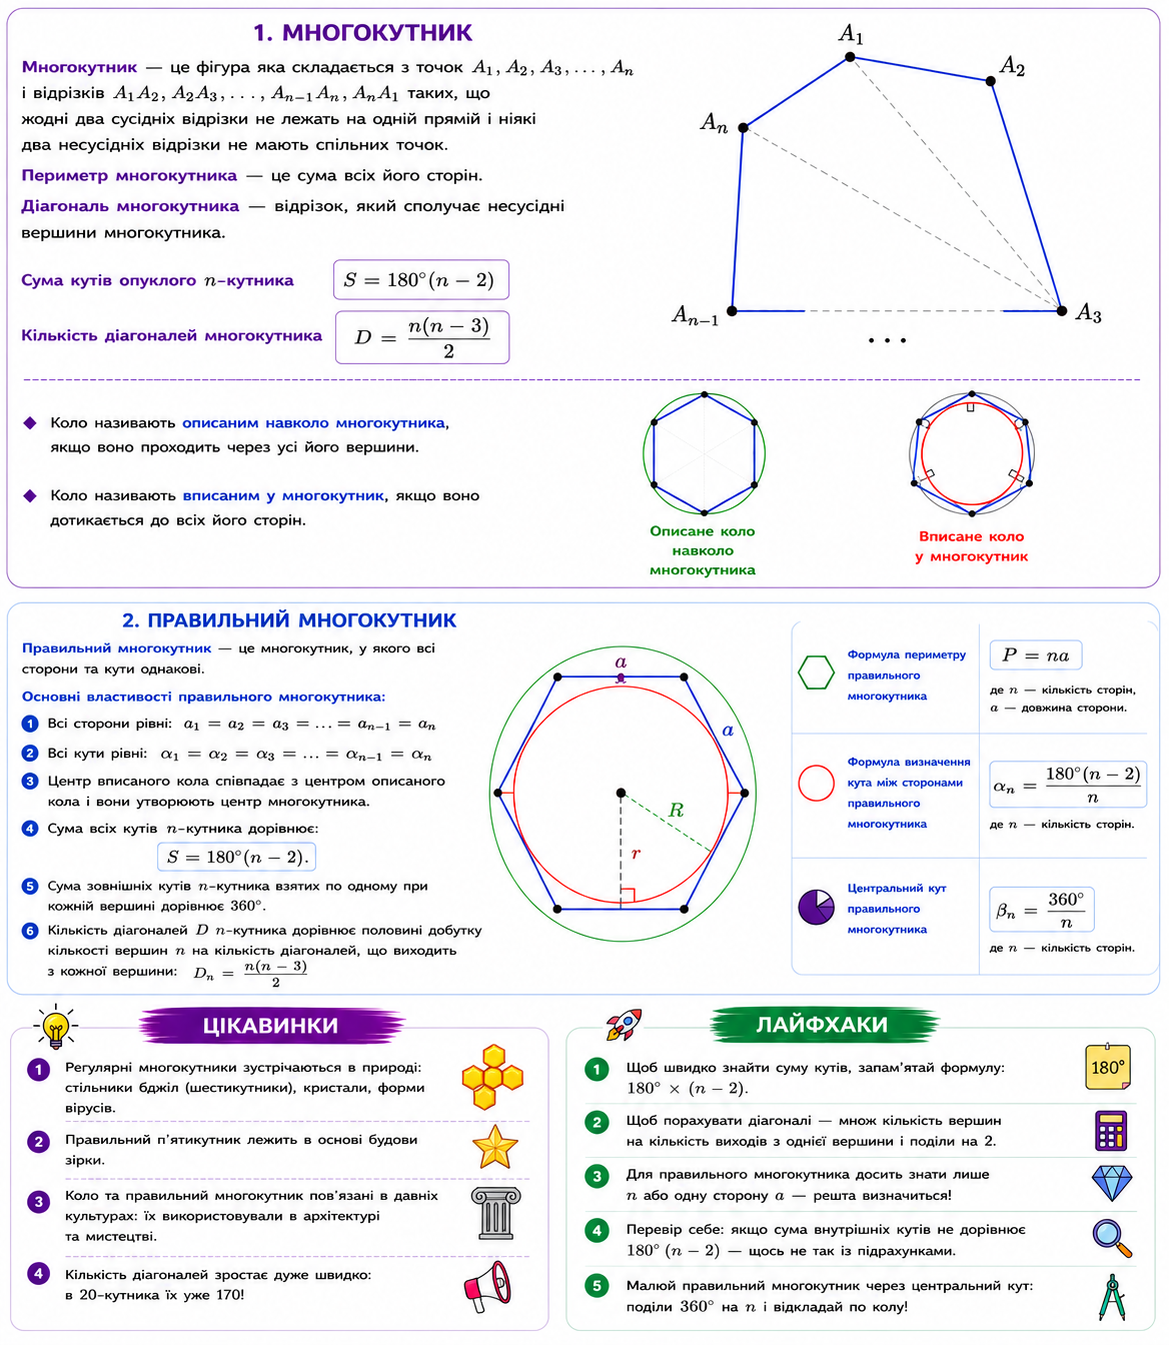 1. МНОГОКУТНИК
Многокутник — це фігура яка складається з точок A₁, A₂, A₃, . . . , Aₙ
і відрізків A₁A₂, A₂A₃, . . . , Aₙ₋₁Aₙ, AₙA₁ таких, що
жодні два сусідніх відрізки не лежать на одній прямій і ніякі
два несусідніх відрізки не мають спільних точок.
Периметр многокутника — це сума всіх його сторін.
Діагональ многокутника — відрізок, який сполучає несусідні
вершини многокутника.
Сума кутів опуклого n-кутника S = 180°(n − 2)
Кількість діагоналей многокутника D = n(n − 3)/2
A₁
A₂
Aₙ
Aₙ₋₁
A₃
. . .
Коло називають описаним навколо многокутника,
якщо воно проходить через усі його вершини.
Коло називають вписаним у многокутник, якщо воно
дотикається до всіх його сторін.
Описане коло
навколо
многокутника
Вписане коло
у многокутник
2. ПРАВИЛЬНИЙ МНОГОКУТНИК
Правильний многокутник — це многокутник, у якого всі
сторони та кути однакові.
Основні властивості правильного многокутника:
1 Всі сторони рівні: a₁ = a₂ = a₃ = … = aₙ₋₁ = aₙ
2 Всі кути рівні: α₁ = α₂ = α₃ = … = αₙ₋₁ = αₙ
3 Центр вписаного кола співпадає з центром описаного
кола і вони утворюють центр многокутника.
4 Сума всіх кутів n-кутника дорівнює:
S = 180°(n − 2).
5 Сума зовнішніх кутів n-кутника взятих по одному при
кожній вершині дорівнює 360°.
6 Кількість діагоналей D n-кутника дорівнює половині добутку
кількості вершин n на кількість діагоналей, що виходить
з кожної вершини: Dₙ = n(n − 3)/2
a
a
R
r
Формула периметру
правильного
многокутника
P = na
де n — кількість сторін,
a — довжина сторони.
Формула визначення
кута між сторонами
правильного
многокутника
αₙ = 180°(n − 2)/n
де n — кількість сторін.
Центральний кут
правильного
многокутника
βₙ = 360°/n
де n — кількість сторін.
ЦІКАВИНКИ
1 Регулярні многокутники зустрічаються в природі:
стільники бджіл (шестикутники), кристали, форми
вірусів.
2 Правильний п'ятикутник лежить в основі будови
зірки.
3 Коло та правильний многокутник пов'язані в давніх
культурах: їх використовували в архітектурі
та мистецтві.
4 Кількість діагоналей зростає дуже швидко:
в 20-кутника їх уже 170!
ЛАЙФХАКИ
1 Щоб швидко знайти суму кутів, запам'ятай формулу:
180° × (n − 2).
180°
2 Щоб порахувати діагоналі — множ кількість вершин
на кількість виходів з однієї вершини і поділи на 2.
3 Для правильного многокутника досить знати лише
n або одну сторону a — решта визначиться!
4 Перевір себе: якщо сума внутрішніх кутів не дорівнює
180° (n − 2) — щось не так із підрахунками.
5 Малюй правильний многокутник через центральний кут:
поділи 360° на n і відкладай по колу!